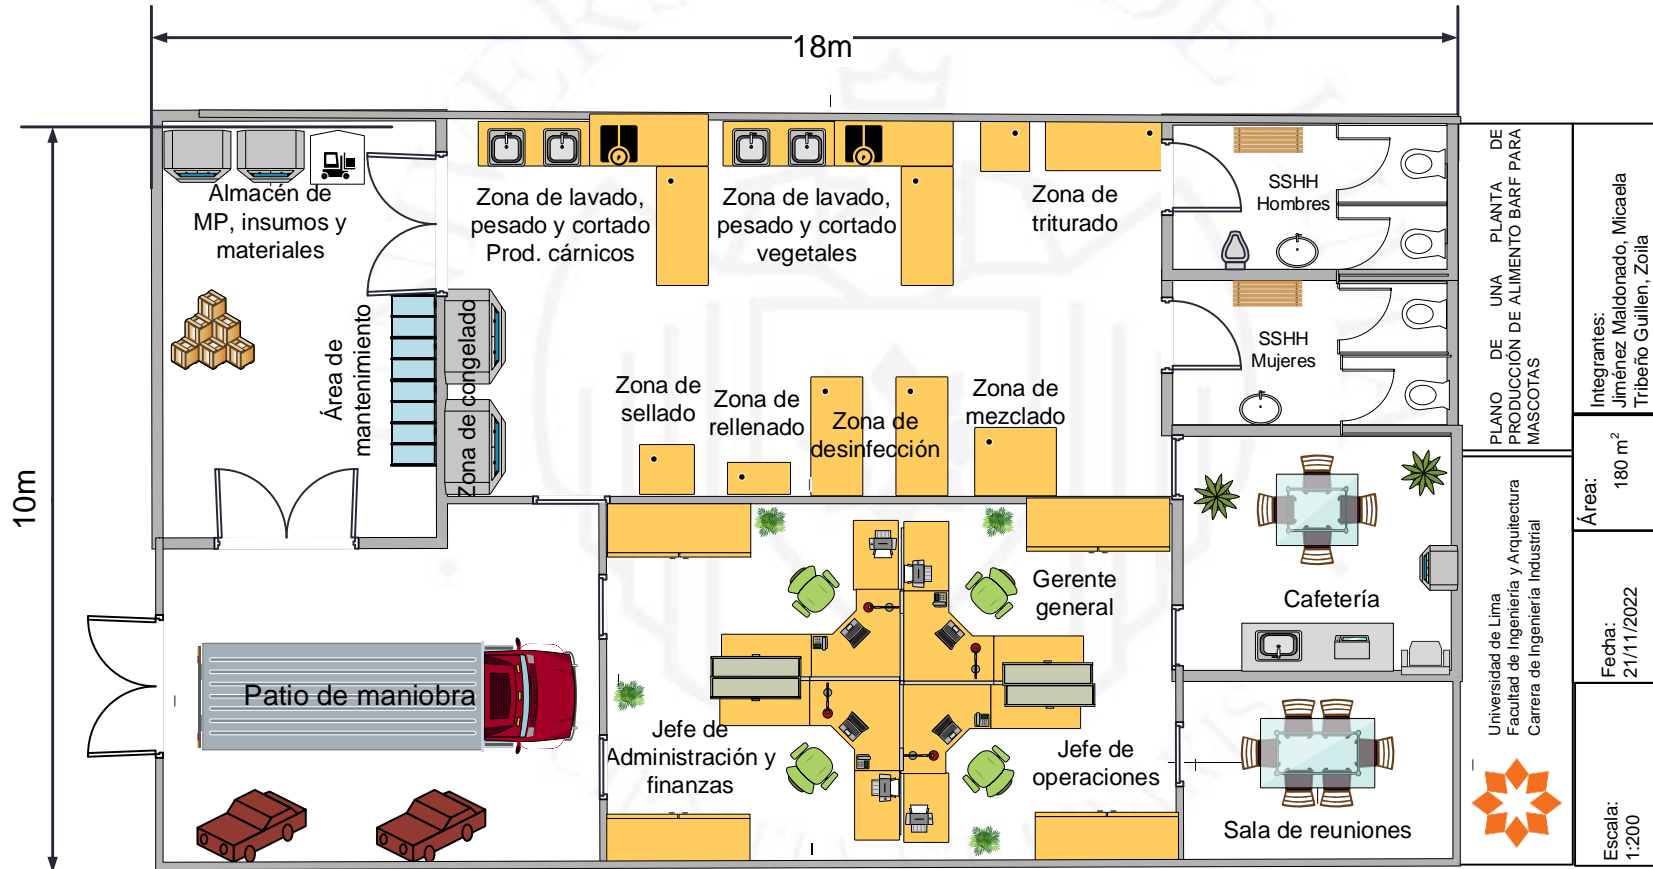 18m
10m
Almacén de
MP, insumos y
materiales
Zona de lavado,
pesado y cortado
Prod. cárnicos
Zona de lavado,
pesado y cortado
vegetales
Zona de
triturado
SSHH
Hombres
SSHH
Mujeres
Área de
mantenimiento
Zona de congelado
Zona de
sellado
Zona de
rellenado
Zona de
desinfección
Zona de
mezclado
Cafetería
Gerente
general
Patio de maniobra
Jefe de
Administración y
finanzas
Jefe de
operaciones
Sala de reuniones
PLANO DE UNA PLANTA DE
PRODUCCIÓN DE ALIMENTO BARF PARA
MASCOTAS
Integrantes:
Jiménez Maldonado, Micaela
Tribeño Guillen, Zoila
Universidad de Lima
Facultad de Ingeniería y Arquitectura
Carrera de Ingeniería Industrial
Área:
180 m²
Fecha:
21/11/2022
Escala:
1:200